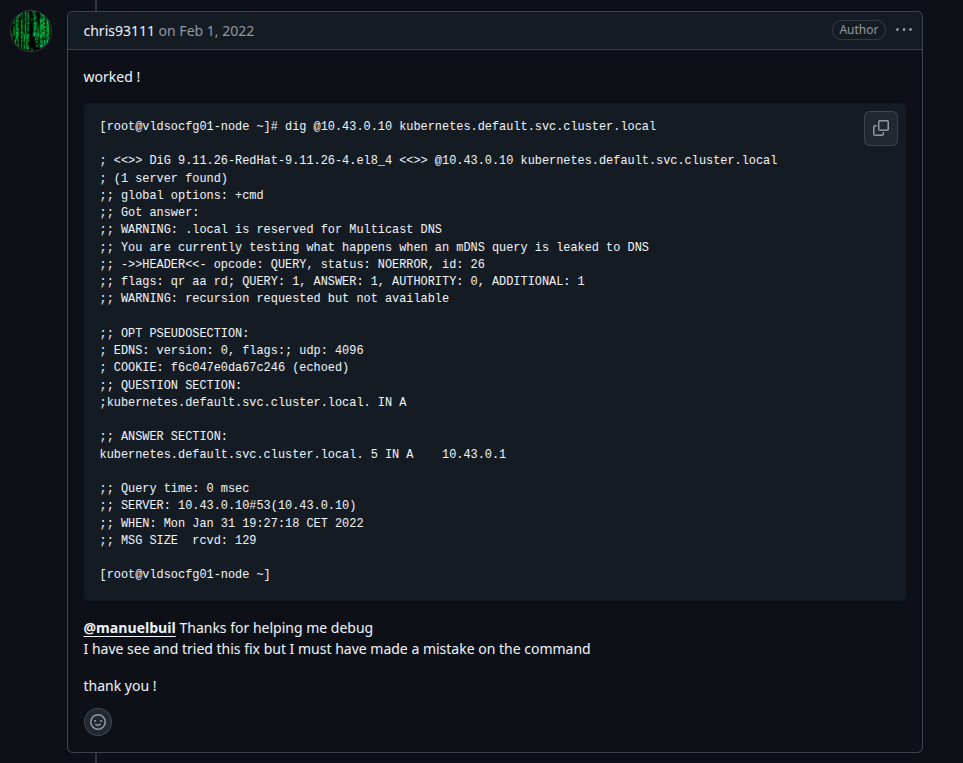 chris93111 on Feb 1, 2022
Author
worked !
[root@vldsocfg01-node ~]# dig @10.43.0.10 kubernetes.default.svc.cluster.local
; <<>> DiG 9.11.26-RedHat-9.11.26-4.el8_4 <<>> @10.43.0.10 kubernetes.default.svc.cluster.local
; (1 server found)
;; global options: +cmd
;; Got answer:
;; WARNING: .local is reserved for Multicast DNS
;; You are currently testing what happens when an mDNS query is leaked to DNS
;; ->>HEADER<<- opcode: QUERY, status: NOERROR, id: 26
;; flags: qr aa rd; QUERY: 1, ANSWER: 1, AUTHORITY: 0, ADDITIONAL: 1
;; WARNING: recursion requested but not available
;; OPT PSEUDOSECTION:
; EDNS: version: 0, flags:; udp: 4096
; COOKIE: f6c047e0da67c246 (echoed)
;; QUESTION SECTION:
;kubernetes.default.svc.cluster.local. IN A
;; ANSWER SECTION:
kubernetes.default.svc.cluster.local. 5 IN A    10.43.0.1
;; Query time: 0 msec
;; SERVER: 10.43.0.10#53(10.43.0.10)
;; WHEN: Mon Jan 31 19:27:18 CET 2022
;; MSG SIZE  rcvd: 129
[root@vldsocfg01-node ~]
@manuelbuil Thanks for helping me debug
I have see and tried this fix but I must have made a mistake on the command
thank you !